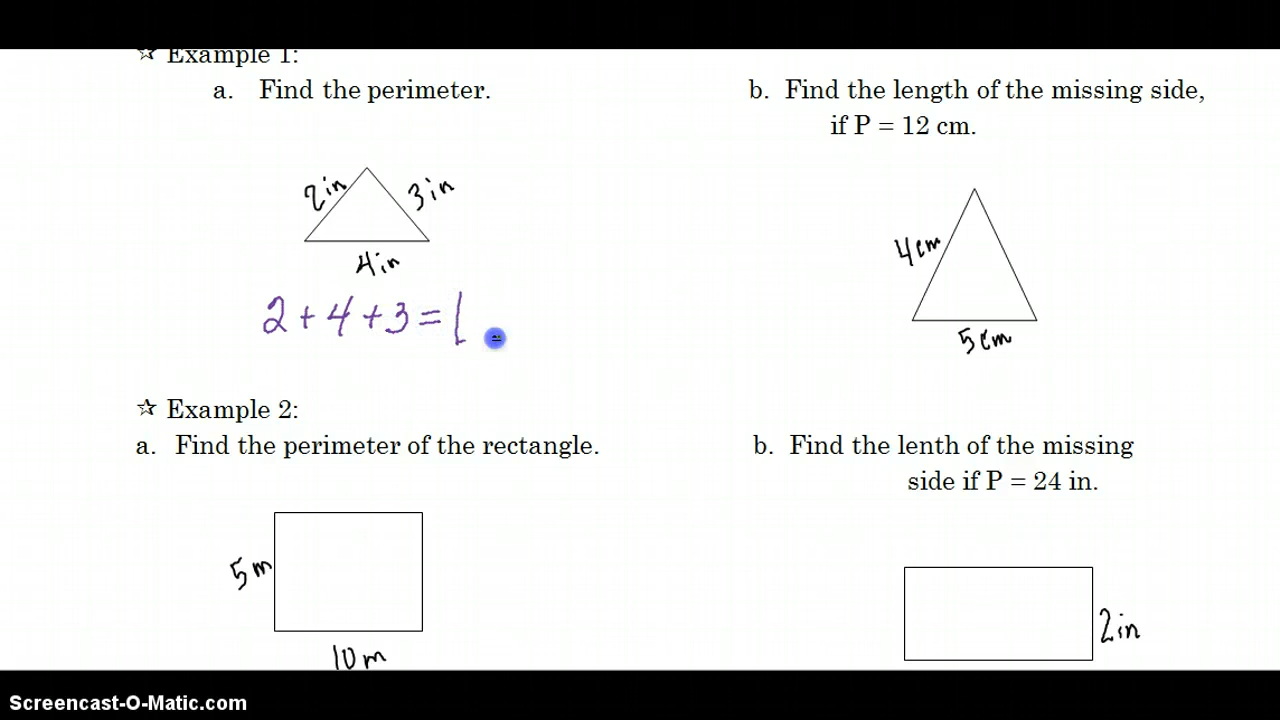 ☆ Example 1:
a. Find the perimeter.
2in
3in
4in
2+4+3=
b. Find the length of the missing side,
if P = 12 cm.
4cm
5cm
☆ Example 2:
a. Find the perimeter of the rectangle.
5m
10m
b. Find the lenth of the missing
side if P = 24 in.
2in
Screencast-O-Matic.com